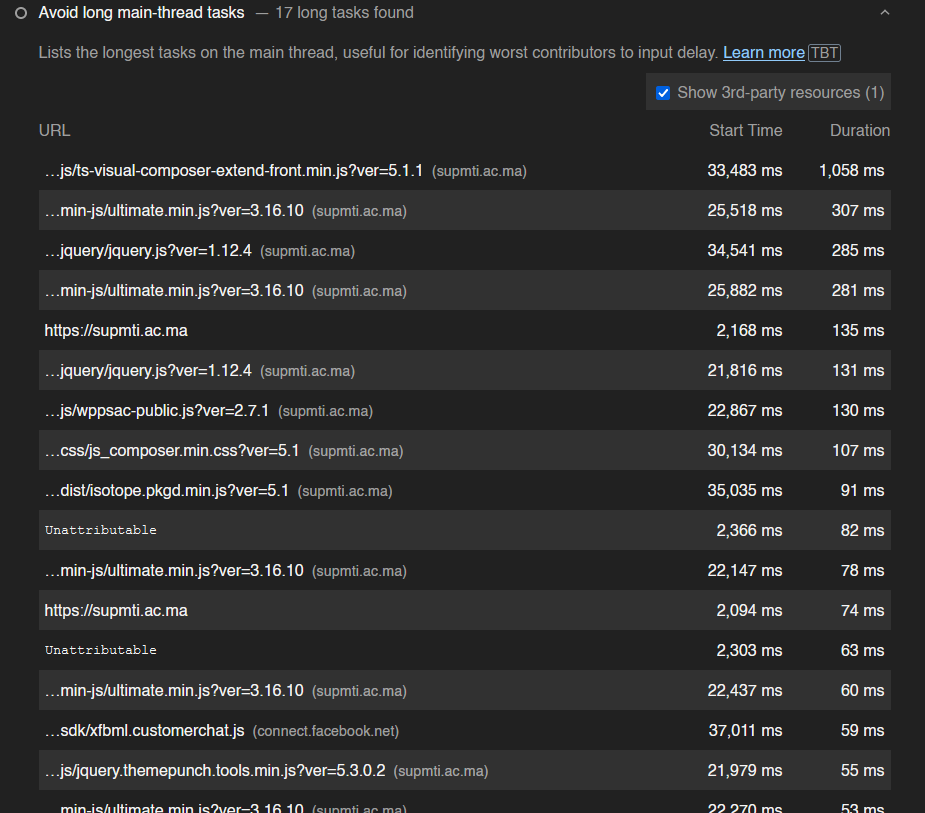 Avoid long main-thread tasks — 17 long tasks found
Lists the longest tasks on the main thread, useful for identifying worst contributors to input delay. Learn more TBT
Show 3rd-party resources (1)
URL Start Time Duration
…js/ts-visual-composer-extend-front.min.js?ver=5.1.1 (supmti.ac.ma) 33,483 ms 1,058 ms
…min-js/ultimate.min.js?ver=3.16.10 (supmti.ac.ma) 25,518 ms 307 ms
…jquery/jquery.js?ver=1.12.4 (supmti.ac.ma) 34,541 ms 285 ms
…min-js/ultimate.min.js?ver=3.16.10 (supmti.ac.ma) 25,882 ms 281 ms
https://supmti.ac.ma 2,168 ms 135 ms
…jquery/jquery.js?ver=1.12.4 (supmti.ac.ma) 21,816 ms 131 ms
…js/wppsac-public.js?ver=2.7.1 (supmti.ac.ma) 22,867 ms 130 ms
…css/js_composer.min.css?ver=5.1 (supmti.ac.ma) 30,134 ms 107 ms
…dist/isotope.pkgd.min.js?ver=5.1 (supmti.ac.ma) 35,035 ms 91 ms
Unattributable 2,366 ms 82 ms
…min-js/ultimate.min.js?ver=3.16.10 (supmti.ac.ma) 22,147 ms 78 ms
https://supmti.ac.ma 2,094 ms 74 ms
Unattributable 2,303 ms 63 ms
…min-js/ultimate.min.js?ver=3.16.10 (supmti.ac.ma) 22,437 ms 60 ms
…sdk/xfbml.customerchat.js (connect.facebook.net) 37,011 ms 59 ms
…js/jquery.themepunch.tools.min.js?ver=5.3.0.2 (supmti.ac.ma) 21,979 ms 55 ms
…min-js/ultimate.min.js?ver=3.16.10 (supmti.ac.ma) 22,270 ms 53 ms